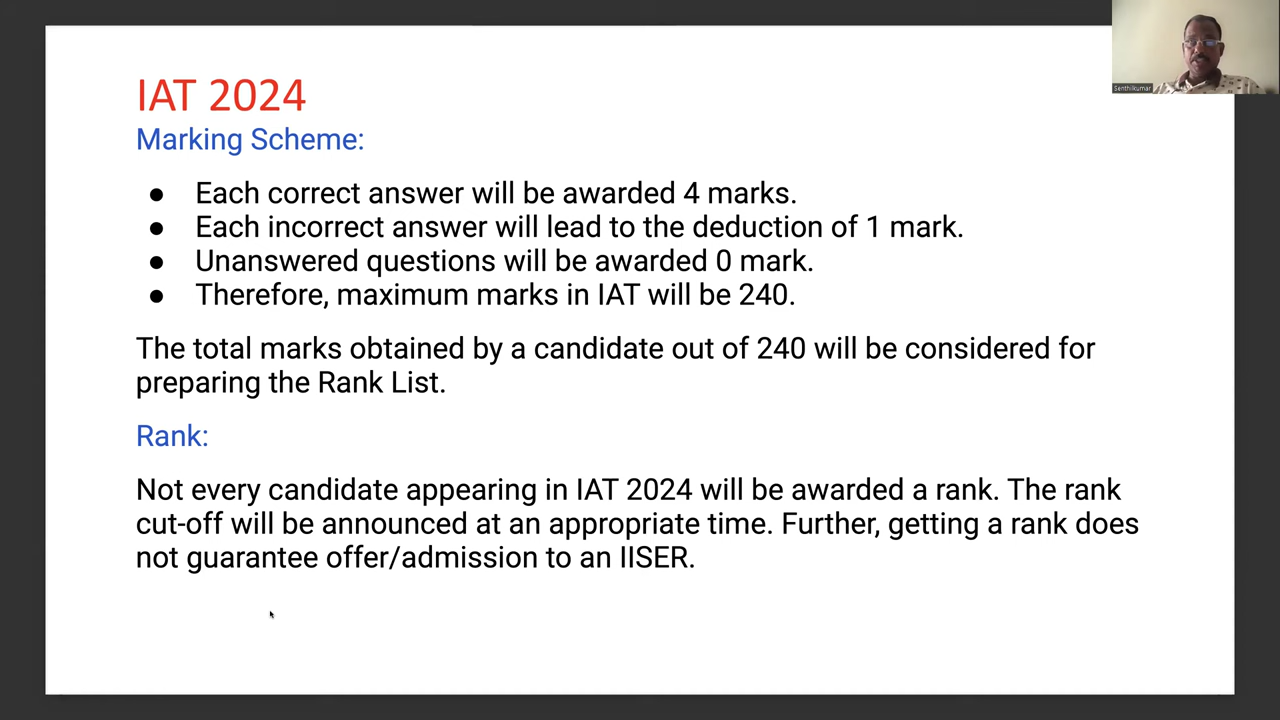 IAT 2024
Marking Scheme:
● Each correct answer will be awarded 4 marks.
● Each incorrect answer will lead to the deduction of 1 mark.
● Unanswered questions will be awarded 0 mark.
● Therefore, maximum marks in IAT will be 240.
The total marks obtained by a candidate out of 240 will be considered for
preparing the Rank List.
Rank:
Not every candidate appearing in IAT 2024 will be awarded a rank. The rank
cut-off will be announced at an appropriate time. Further, getting a rank does
not guarantee offer/admission to an IISER.
Senthilkumar